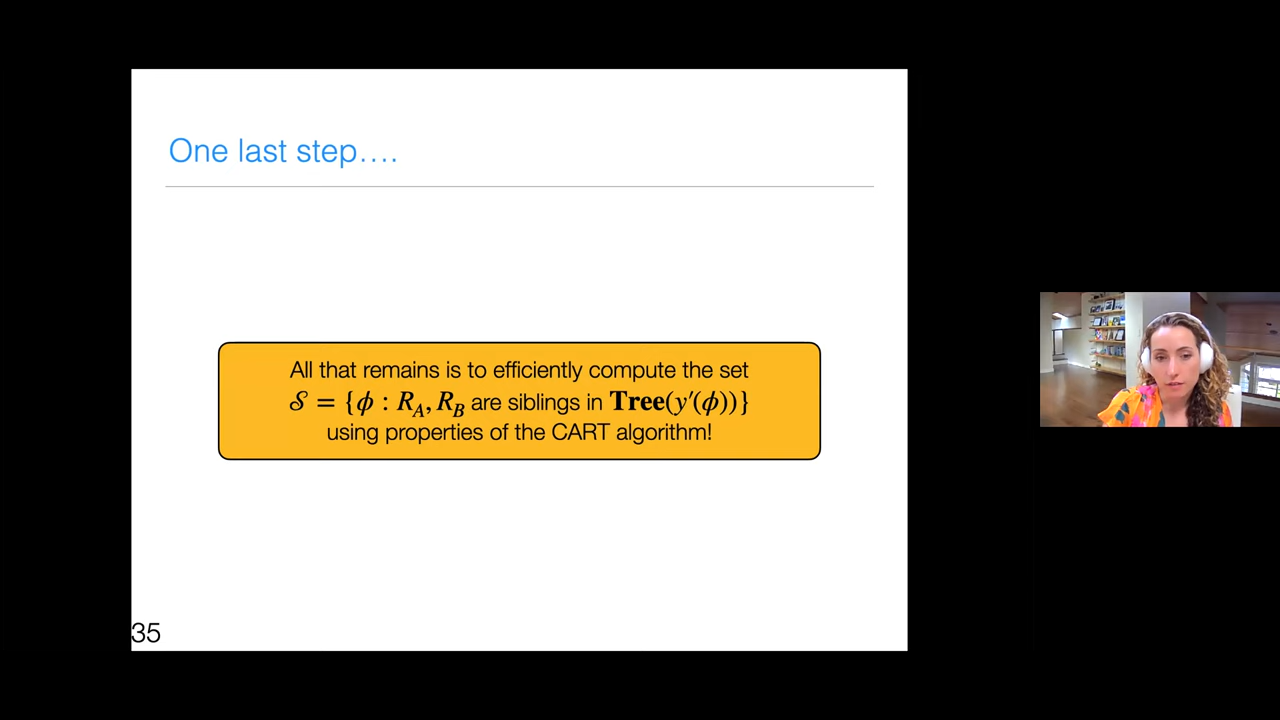 One last step….
All that remains is to efficiently compute the set
𝒮 = {ϕ : R_A, R_B are siblings in Tree(y′(ϕ))}
using properties of the CART algorithm!
35